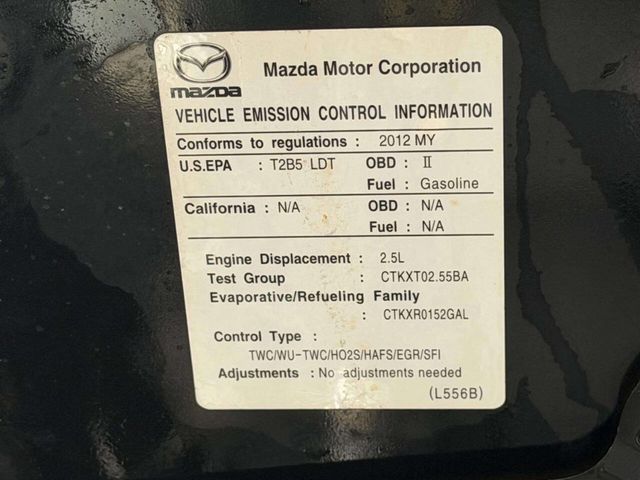 mazda
Mazda Motor Corporation
VEHICLE EMISSION CONTROL INFORMATION
Conforms to regulations : 2012 MY
U.S.EPA : T2B5 LDT OBD : II
Fuel : Gasoline
California : N/A OBD : N/A
Fuel : N/A
Engine Displacement : 2.5L
Test Group : CTKXT02.55BA
Evaporative/Refueling Family
: CTKXR0152GAL
Control Type :
TWC/WU-TWC/HO2S/HAFS/EGR/SFI
Adjustments : No adjustments needed
(L556B)